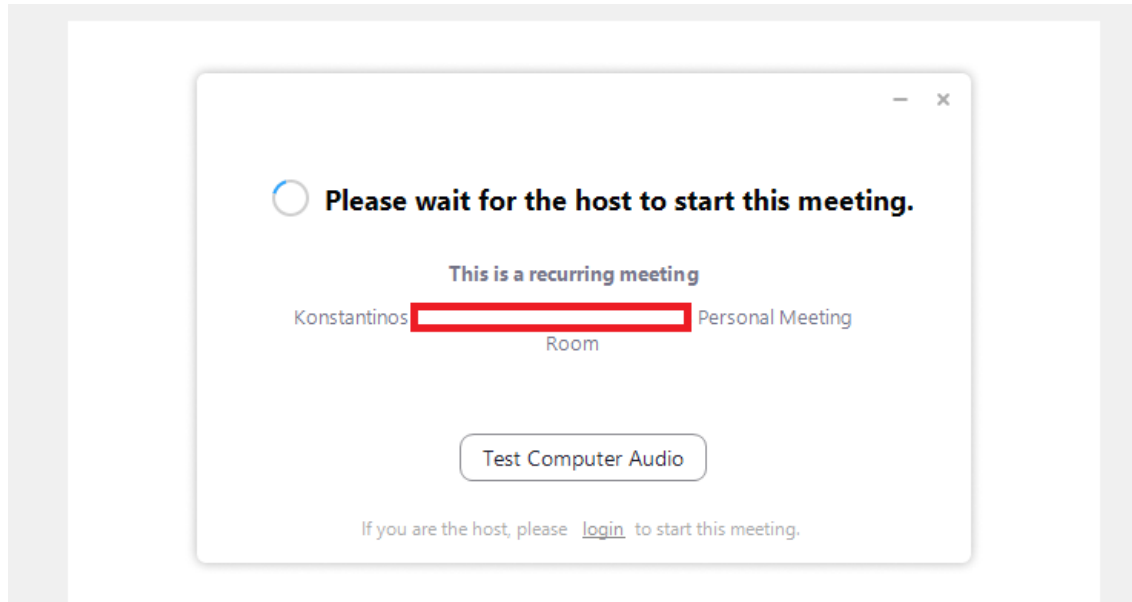 Please wait for the host to start this meeting.
This is a recurring meeting
Konstantinos Personal Meeting
Room
Test Computer Audio
If you are the host, please login to start this meeting.